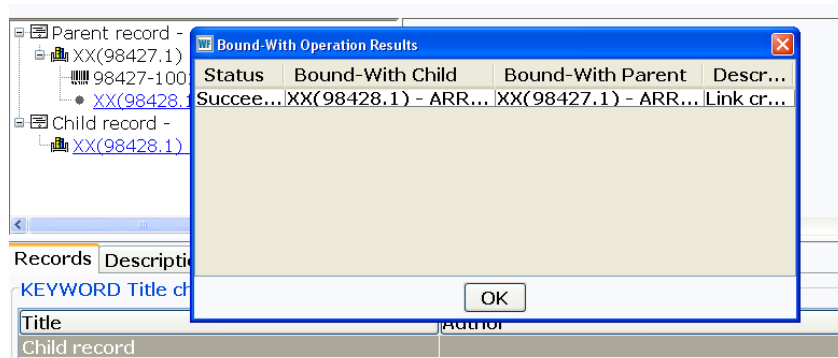 Parent record -
XX(98427.1)
98427-100
XX(98428.1
Child record -
XX(98428.1)
WF Bound-With Operation Results
Status Bound-With Child Bound-With Parent Descr...
Succee... XX(98428.1) - ARR... XX(98427.1) - ARR... Link cr...
OK
Records Descripti
KEYWORD Title ch
Title Author
Child record